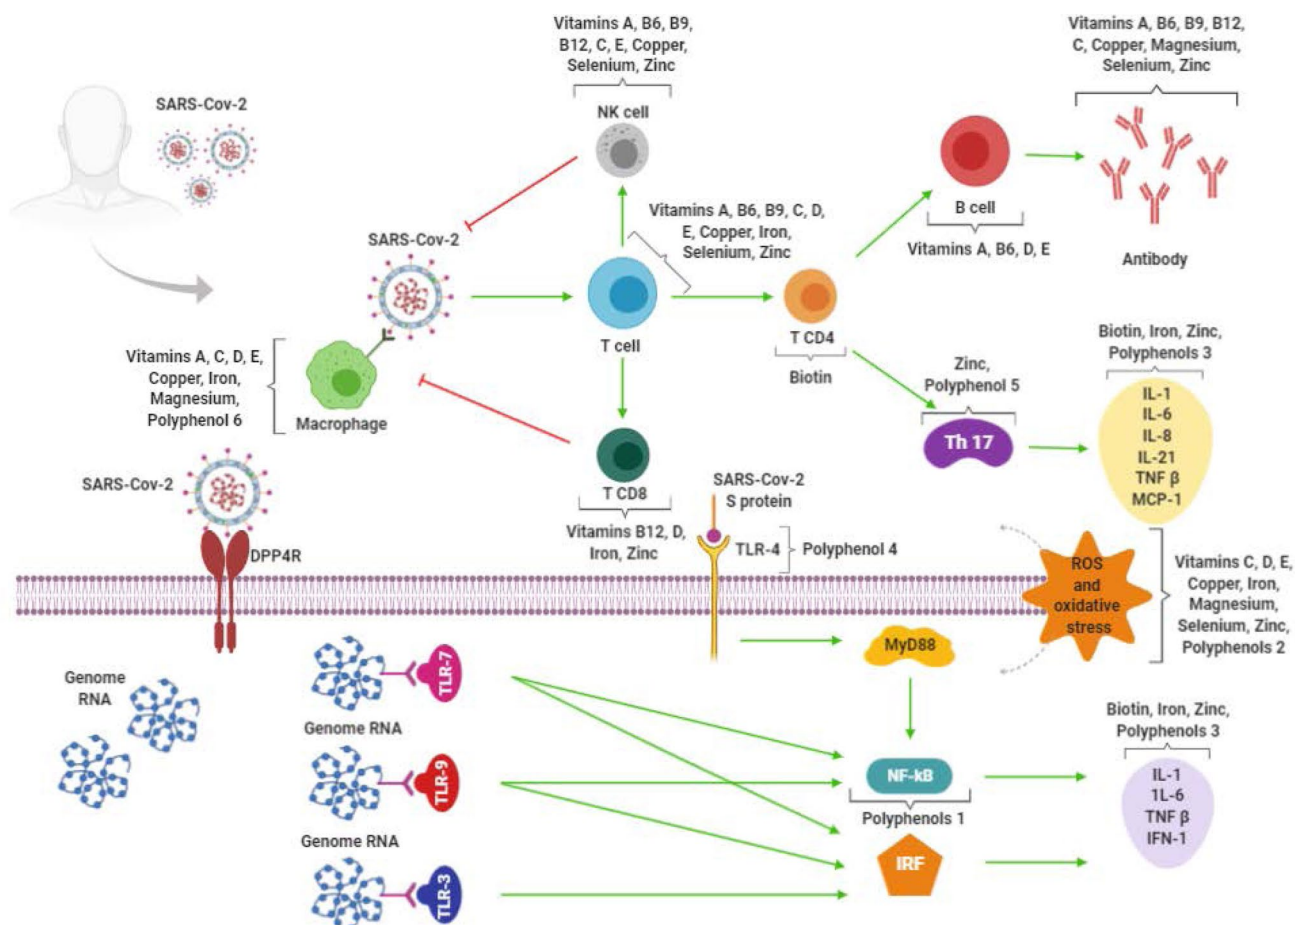 Vitamins A, B6, B9,
B12, C, E, Copper,
Selenium, Zinc
NK cell
Vitamins A, B6, B9, B12,
C, Copper, Magnesium,
Selenium, Zinc
SARS-Cov-2
B cell
Vitamins A, B6, D, E
Antibody
Vitamins A, B6, B9, C, D,
E, Copper, Iron,
Selenium, Zinc
SARS-Cov-2
T cell
T CD4
Biotin
Vitamins A, C, D, E,
Copper, Iron,
Magnesium,
Polyphenol 6
Macrophage
Zinc,
Polyphenol 5
Th 17
Biotin, Iron, Zinc,
Polyphenols 3
IL-1
IL-6
IL-8
IL-21
TNF β
MCP-1
SARS-Cov-2
DPP4R
T CD8
Vitamins B12, D,
Iron, Zinc
SARS-Cov-2
S protein
TLR-4
Polyphenol 4
ROS
and
oxidative
stress
Vitamins C, D, E,
Copper, Iron,
Magnesium,
Selenium, Zinc,
Polyphenols 2
MyD88
Genome
RNA
TLR-7
Genome RNA
TLR-9
Genome RNA
TLR-3
NF-kB
Polyphenols 1
IRF
Biotin, Iron, Zinc,
Polyphenols 3
IL-1
1L-6
TNF β
IFN-1